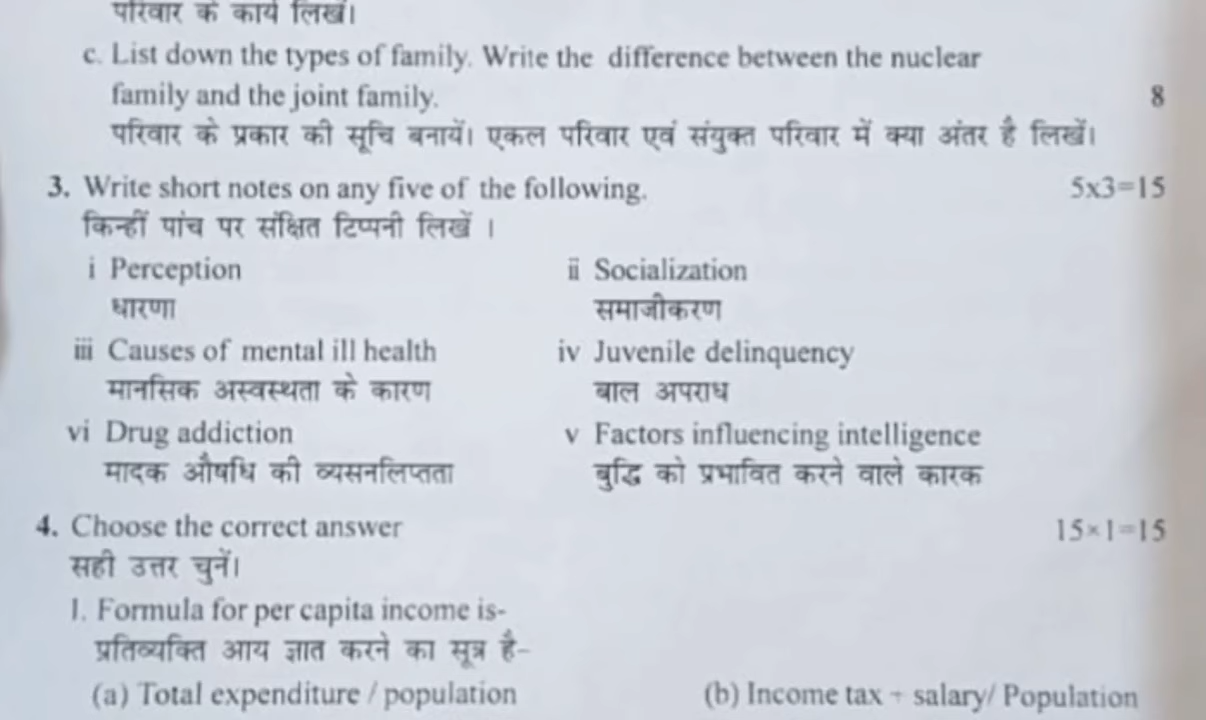 परिवार के कार्य लिखें।
c. List down the types of family. Write the difference between the nuclear
family and the joint family. 8
परिवार के प्रकार की सूचि बनायें। एकल परिवार एवं संयुक्त परिवार में क्या अंतर है लिखें।
3. Write short notes on any five of the following. 5x3=15
किन्हीं पांच पर संक्षित टिप्पनी लिखें ।
i Perception ii Socialization
धारणा समाजीकरण
iii Causes of mental ill health iv Juvenile delinquency
मानसिक अस्वस्थता के कारण बाल अपराध
vi Drug addiction v Factors influencing intelligence
मादक औषधि की व्यसनलिप्तता बुद्धि को प्रभावित करने वाले कारक
4. Choose the correct answer 15×1=15
सही उत्तर चुनें।
1. Formula for per capita income is-
प्रतिव्यक्ति आय ज्ञात करने का सूत्र है-
(a) Total expenditure / population (b) Income tax ÷ salary/ Population